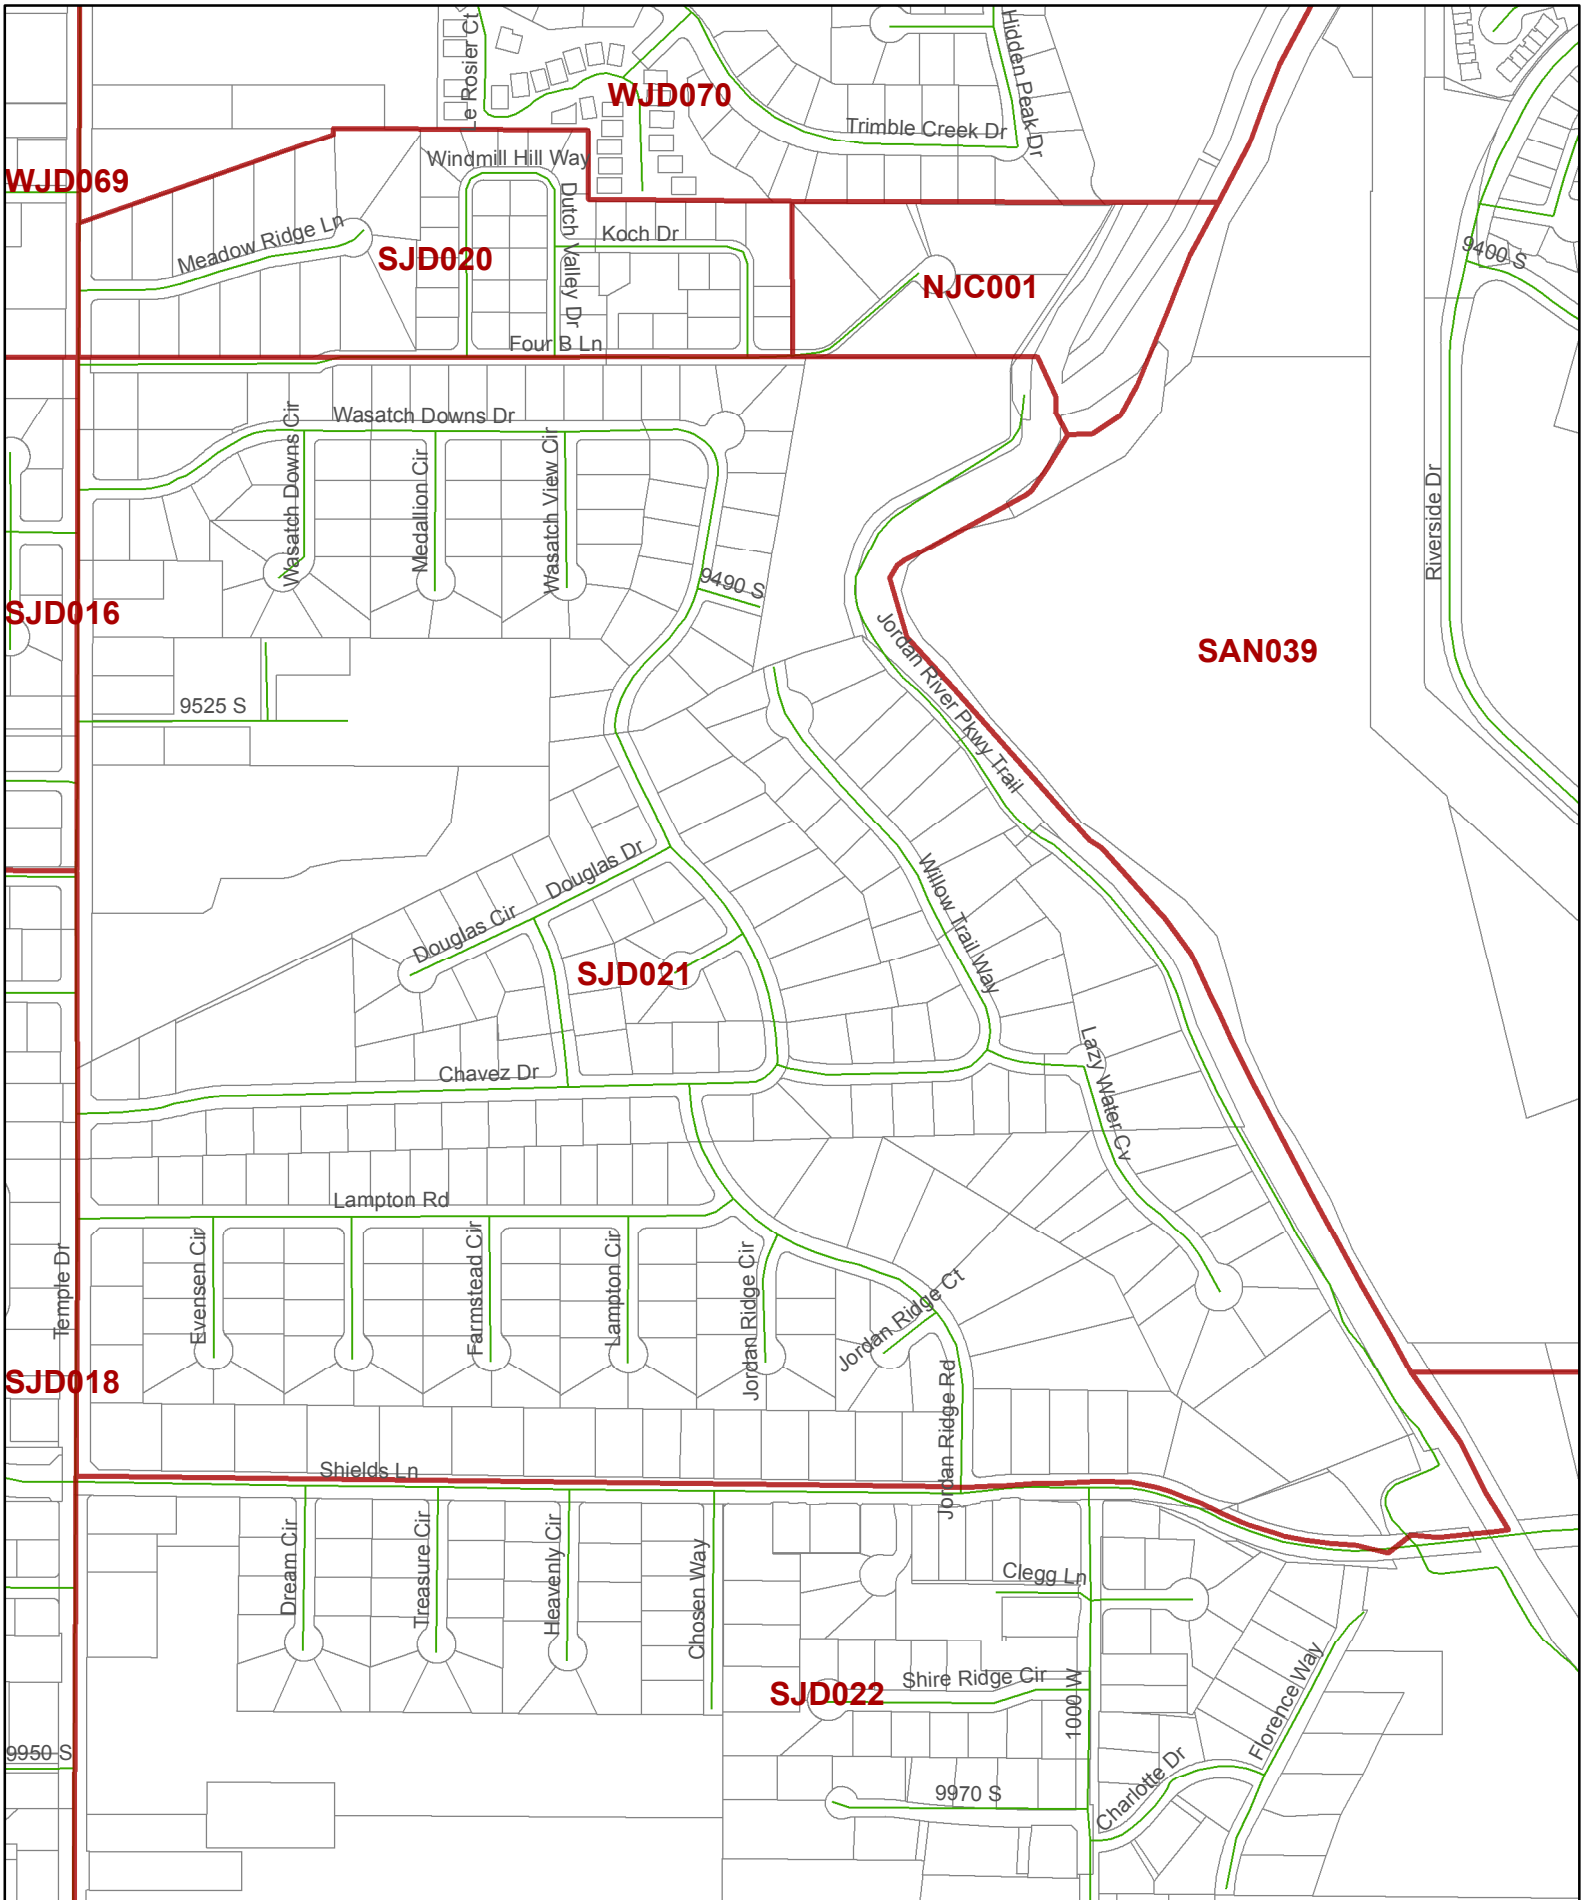 Le Rosier Ct
Hidden Peak Dr
WJD070
Trimble Creek Dr
Windmill Hill Way
WJD069
Dutch Valley Dr
Meadow Ridge Ln
Koch Dr
SJD020
9400 S
NJC001
Four B Ln
Wasatch Downs Dr
Wasatch Downs Cir
Medallion Cir
Wasatch View Cir
Riverside Dr
9490 S
SJD016
Jordan River Pkwy Trail
SAN039
9525 S
Douglas Dr
Willow Trail Way
Douglas Cir
SJD021
Lazy Water Cv
Chavez Dr
Lampton Rd
Temple Dr
Evensen Cir
Farmstead Cir
Lampton Cir
Jordan Ridge Cir
Jordan Ridge Ct
SJD018
Jordan Ridge Rd
Shields Ln
Dream Cir
Treasure Cir
Heavenly Cir
Chosen Way
Clegg Ln
Shire Ridge Cir
SJD022
1000 W
Florence Way
9950 S
Charlotte Dr
9970 S